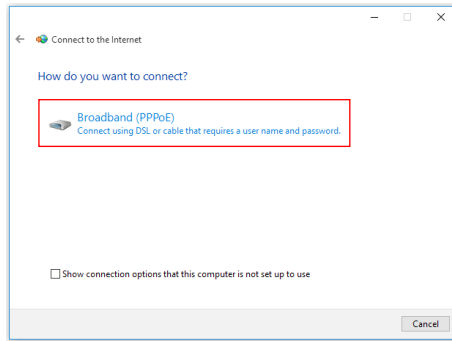 Connect to the Internet
How do you want to connect?
Broadband (PPPoE)
Connect using DSL or cable that requires a user name and password.
Show connection options that this computer is not set up to use
Cancel